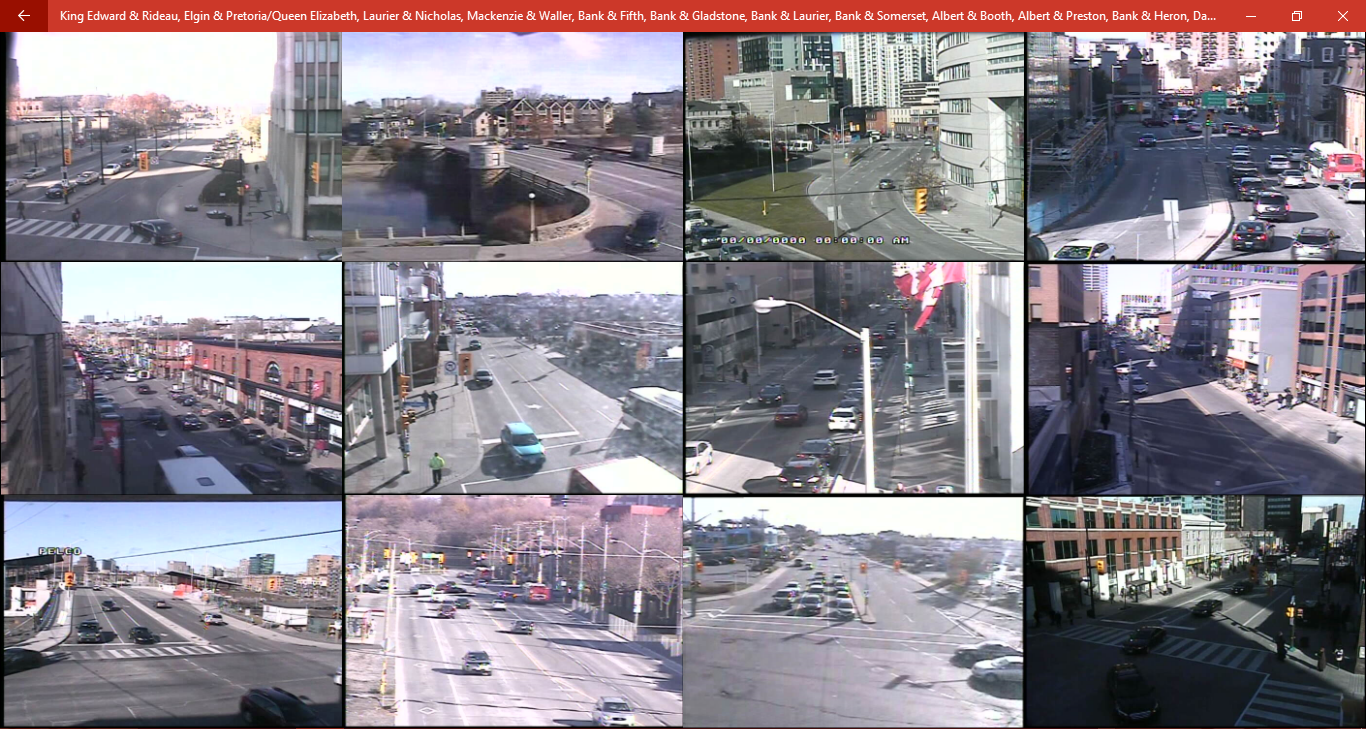 King Edward & Rideau, Elgin & Pretoria/Queen Elizabeth, Laurier & Nicholas, Mackenzie & Waller, Bank & Fifth, Bank & Gladstone, Bank & Laurier, Bank & Somerset, Albert & Booth, Albert & Preston, Bank & Heron, Da...
00/00/0000 00:00:00 AM
PELCO